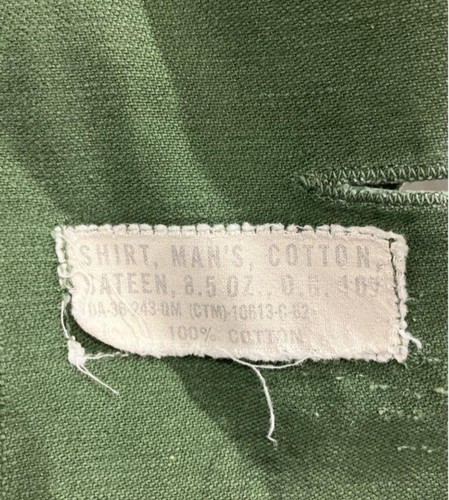 SHIRT, MAN'S, COTTON,
SATEEN, 8.5 OZ., O.G. 107
DA-36-243-QM (CTM)-10613-C-62
100% COTTON